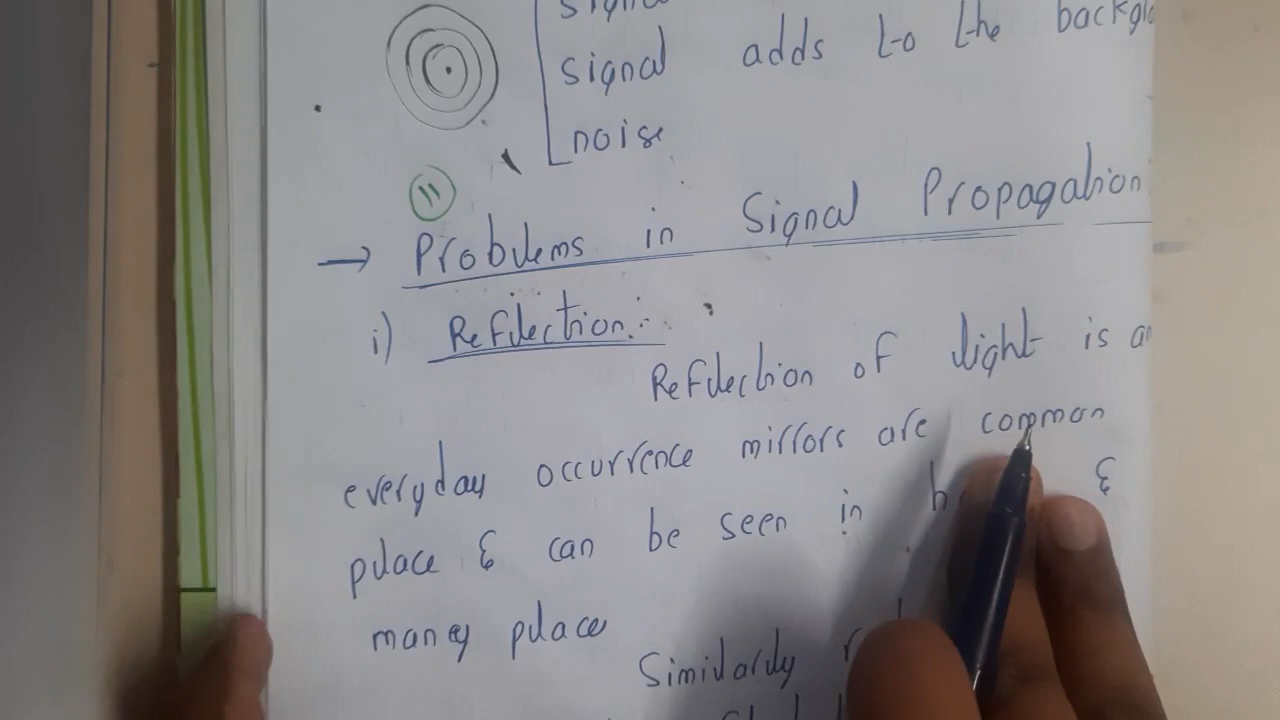 signal adds to the
noise
11
→ Problems in Signal Propagation
i) Reflection:-
Reflection of light is
everyday occurrence mirrors are common
place & can be seen in &
many place
Similarly